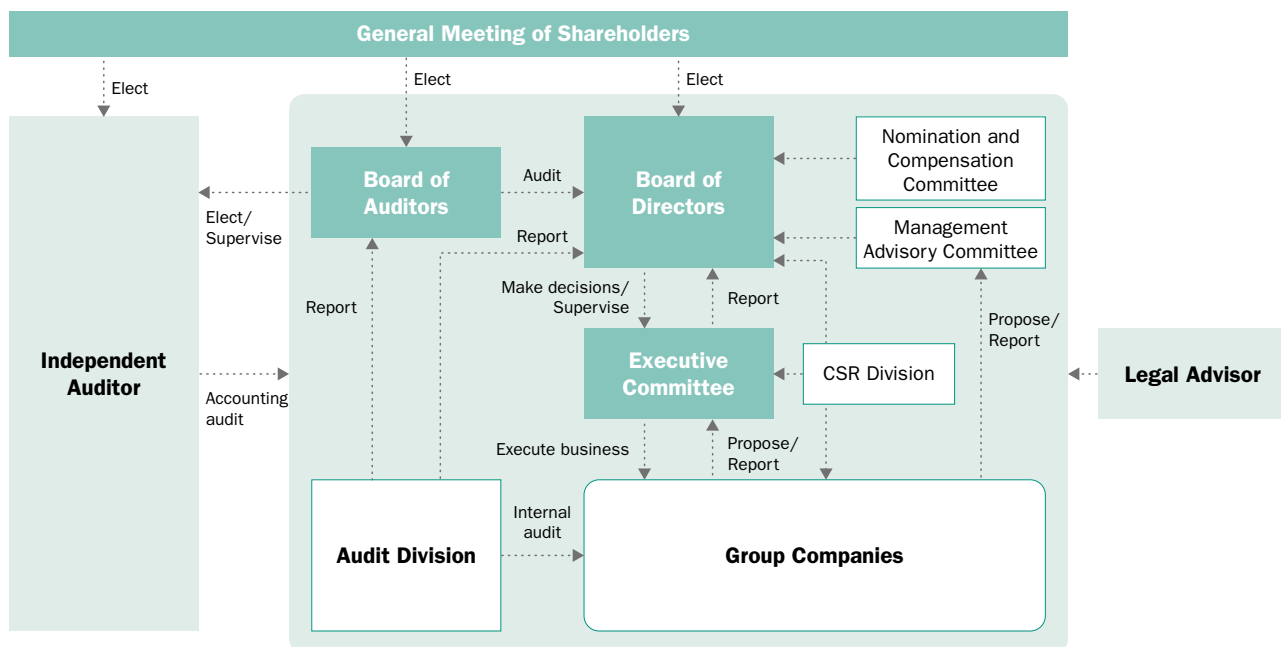 General Meeting of Shareholders
Elect
Elect
Elect
Nomination and
Compensation
Committee
Board of
Auditors
Audit
Board of
Directors
Elect/
Supervise
Report
Management
Advisory Committee
Make decisions/
Supervise
Report
Report
Propose/
Report
Independent
Auditor
Accounting
audit
Executive
Committee
CSR Division
Legal Advisor
Execute business
Propose/
Report
Internal
audit
Audit Division
Group Companies